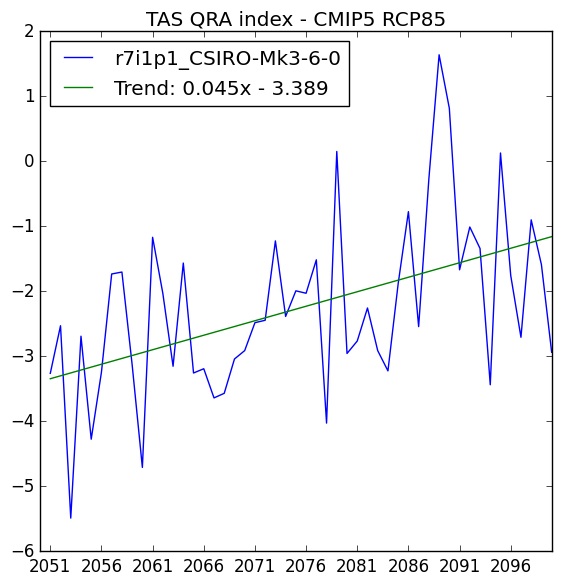 TAS QRA index - CMIP5 RCP85
r7i1p1_CSIRO-Mk3-6-0
Trend: 0.045x - 3.389
2
1
0
−1
−2
−3
−4
−5
−6
2051 2056 2061 2066 2071 2076 2081 2086 2091 2096